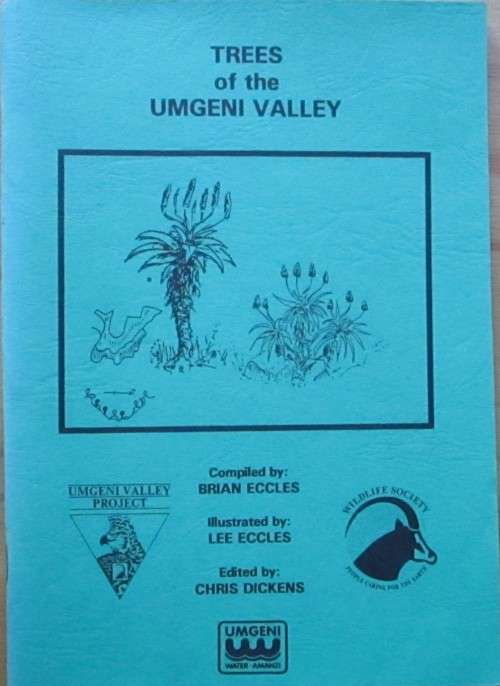 TREES
of the
UMGENI VALLEY
Compiled by:
BRIAN ECCLES
UMGENI VALLEY
PROJECT
Illustrated by:
LEE ECCLES
WILDLIFE SOCIETY
PEOPLE CARING FOR THE EARTH
Edited by:
CHRIS DICKENS
UMGENI
WATER AMANZI